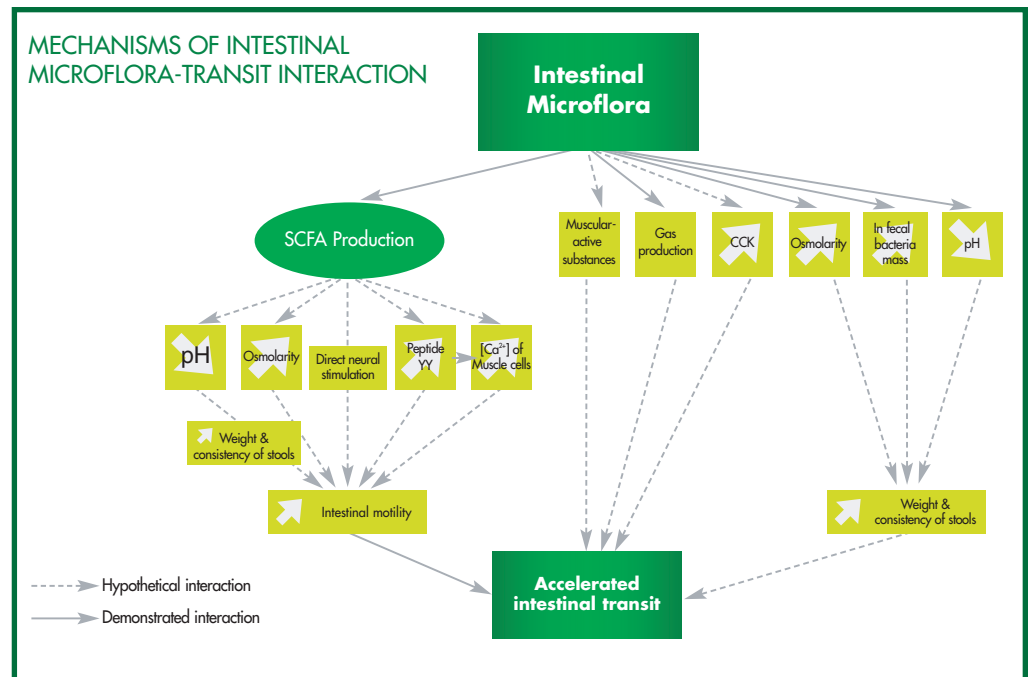 MECHANISMS OF INTESTINAL
MICROFLORA-TRANSIT INTERACTION
Intestinal
Microflora
SCFA Production
Muscular-
active
substances
Gas
production
CCK
Osmolarity
In fecal
bacteria
mass
pH
pH
Osmolarity
Direct neural
stimulation
Peptide
YY
[Ca²⁺] of
Muscle cells
Weight &
consistency of stools
Intestinal motility
Weight &
consistency of stools
Accelerated
intestinal transit
Hypothetical interaction
Demonstrated interaction